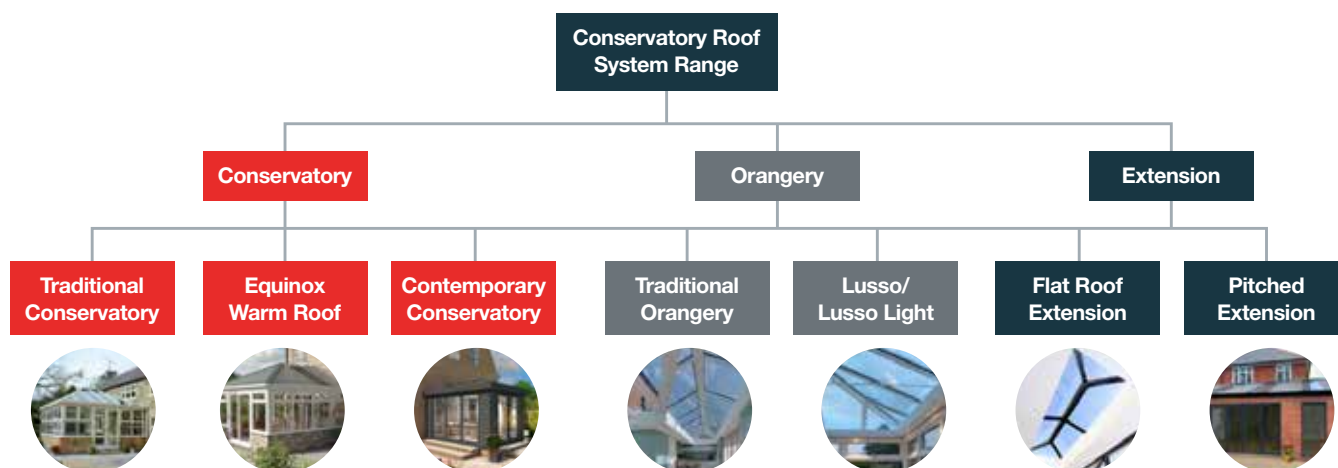 Conservatory Roof
System Range
Conservatory
Orangery
Extension
Traditional
Conservatory
Equinox
Warm Roof
Contemporary
Conservatory
Traditional
Orangery
Lusso/
Lusso Light
Flat Roof
Extension
Pitched
Extension